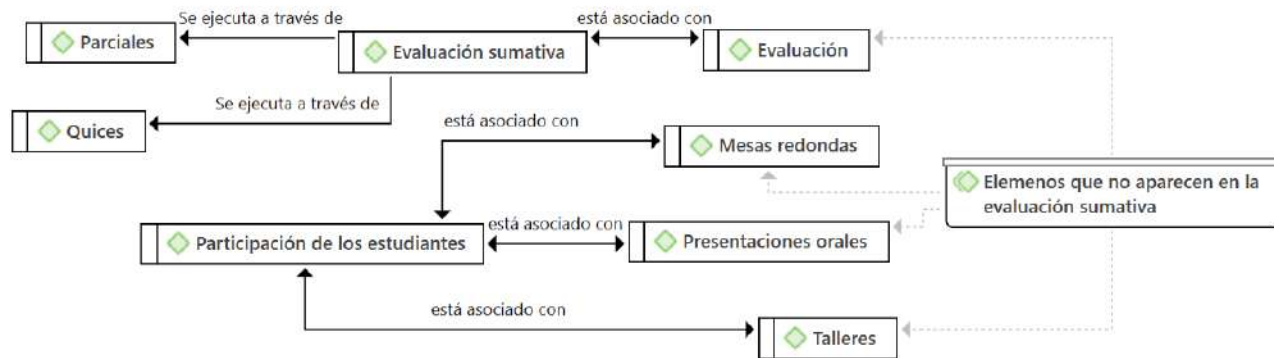 Se ejecuta a través de
está asociado con
Parciales
Evaluación sumativa
Evaluación
Se ejecuta a través de
Quices
está asociado con
Mesas redondas
Elemenos que no aparecen en la
evaluación sumativa
está asociado con
Participación de los estudiantes
Presentaciones orales
está asociado con
Talleres